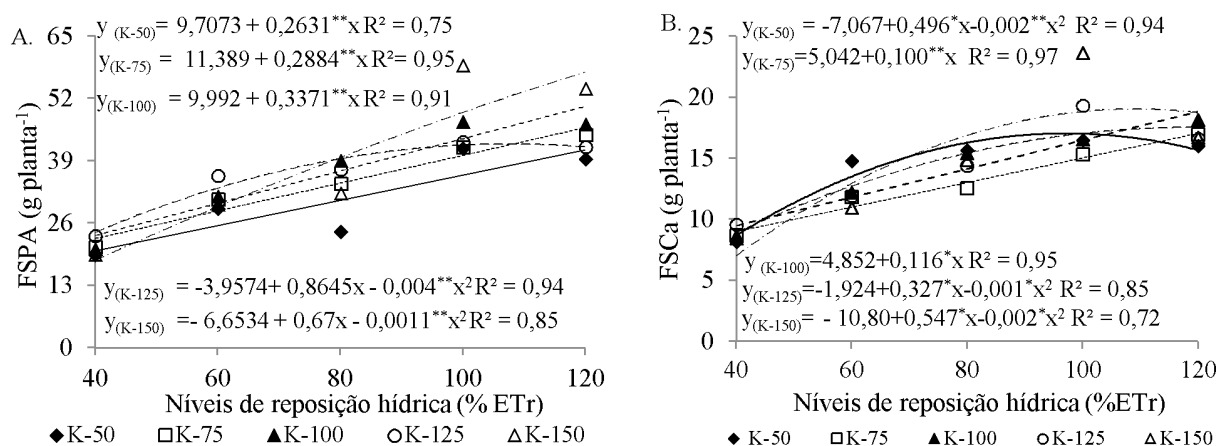 A.
y (K-50)= 9,7073 + 0,2631**x R² = 0,75
y(K-75) = 11,389 + 0,2884**x R²= 0,95
y(K-100) = 9,992 + 0,3371**x R² = 0,91
y(K-125) = -3,9574+ 0,8645x - 0,004**x² R² = 0,94
y(K-150) =- 6,6534 + 0,67x - 0,0011**x² R² = 0,85
FSPA (g planta⁻¹)
65
52
39
26
13
0
40 60 80 100 120
Níveis de reposição hídrica (% ETr)
K-50 K-75 K-100 K-125 K-150
B.
y (K-50) = -7,067+0,496*x-0,002**x² R² = 0,94
y(K-75)=5,042+0,100**x R² = 0,97
y (K-100)=4,852+0,116*x R² = 0,95
y(K-125)=-1,924+0,327*x-0,001*x² R² = 0,85
y(K-150)= - 10,80+0,547*x-0,002*x² R² = 0,72
FSCa (g planta⁻¹)
25
20
15
10
5
0
40 60 80 100 120
Níveis de reposição hídrica (%ETr)
K-50 K-75 K-100 K-125 K-150